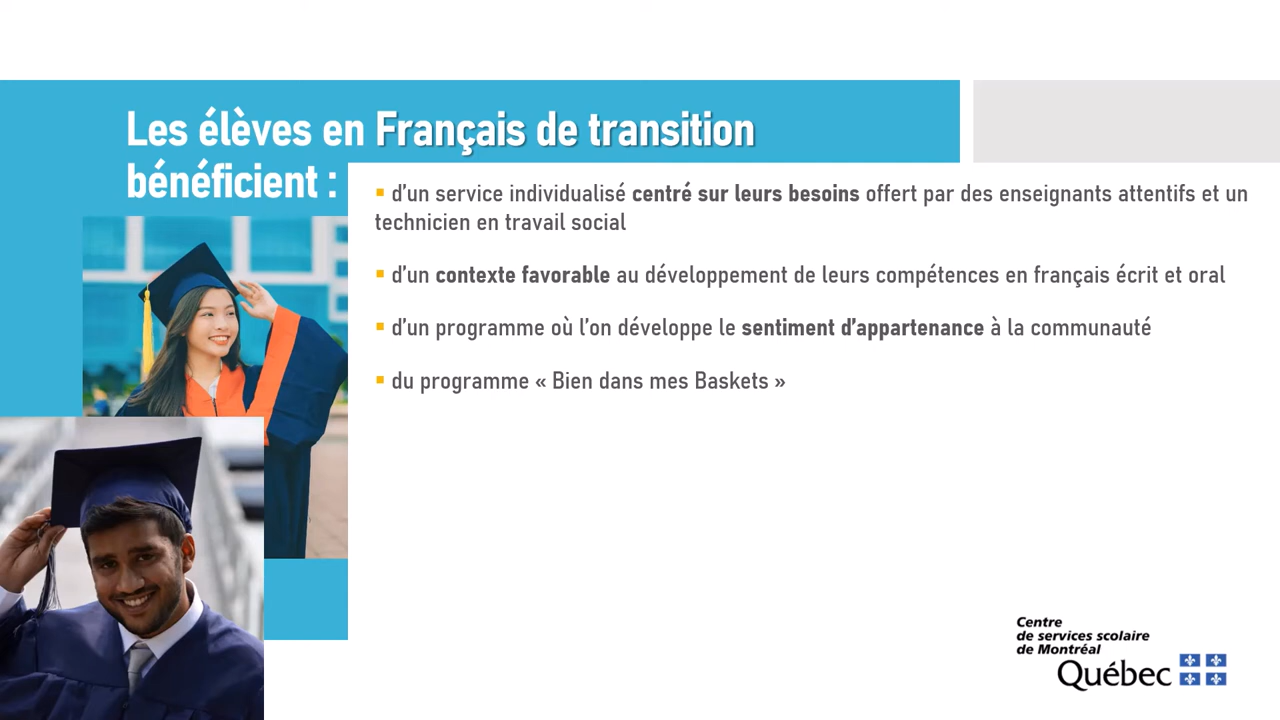 Les élèves en Français de transition
bénéficient :
▪ d’un service individualisé centré sur leurs besoins offert par des enseignants attentifs et un
technicien en travail social
▪ d’un contexte favorable au développement de leurs compétences en français écrit et oral
▪ d’un programme où l’on développe le sentiment d’appartenance à la communauté
▪ du programme « Bien dans mes Baskets »
Centre
de services scolaire
de Montréal
Québec